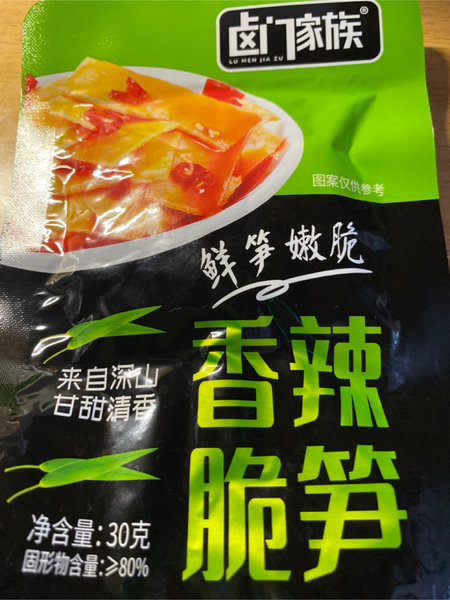 卤门家族®
LU MEN JIA ZU
图案仅供参考
鲜笋嫩脆
香辣
脆笋
来自深山
甘甜清香
净含量:30克
固形物含量:≥80%